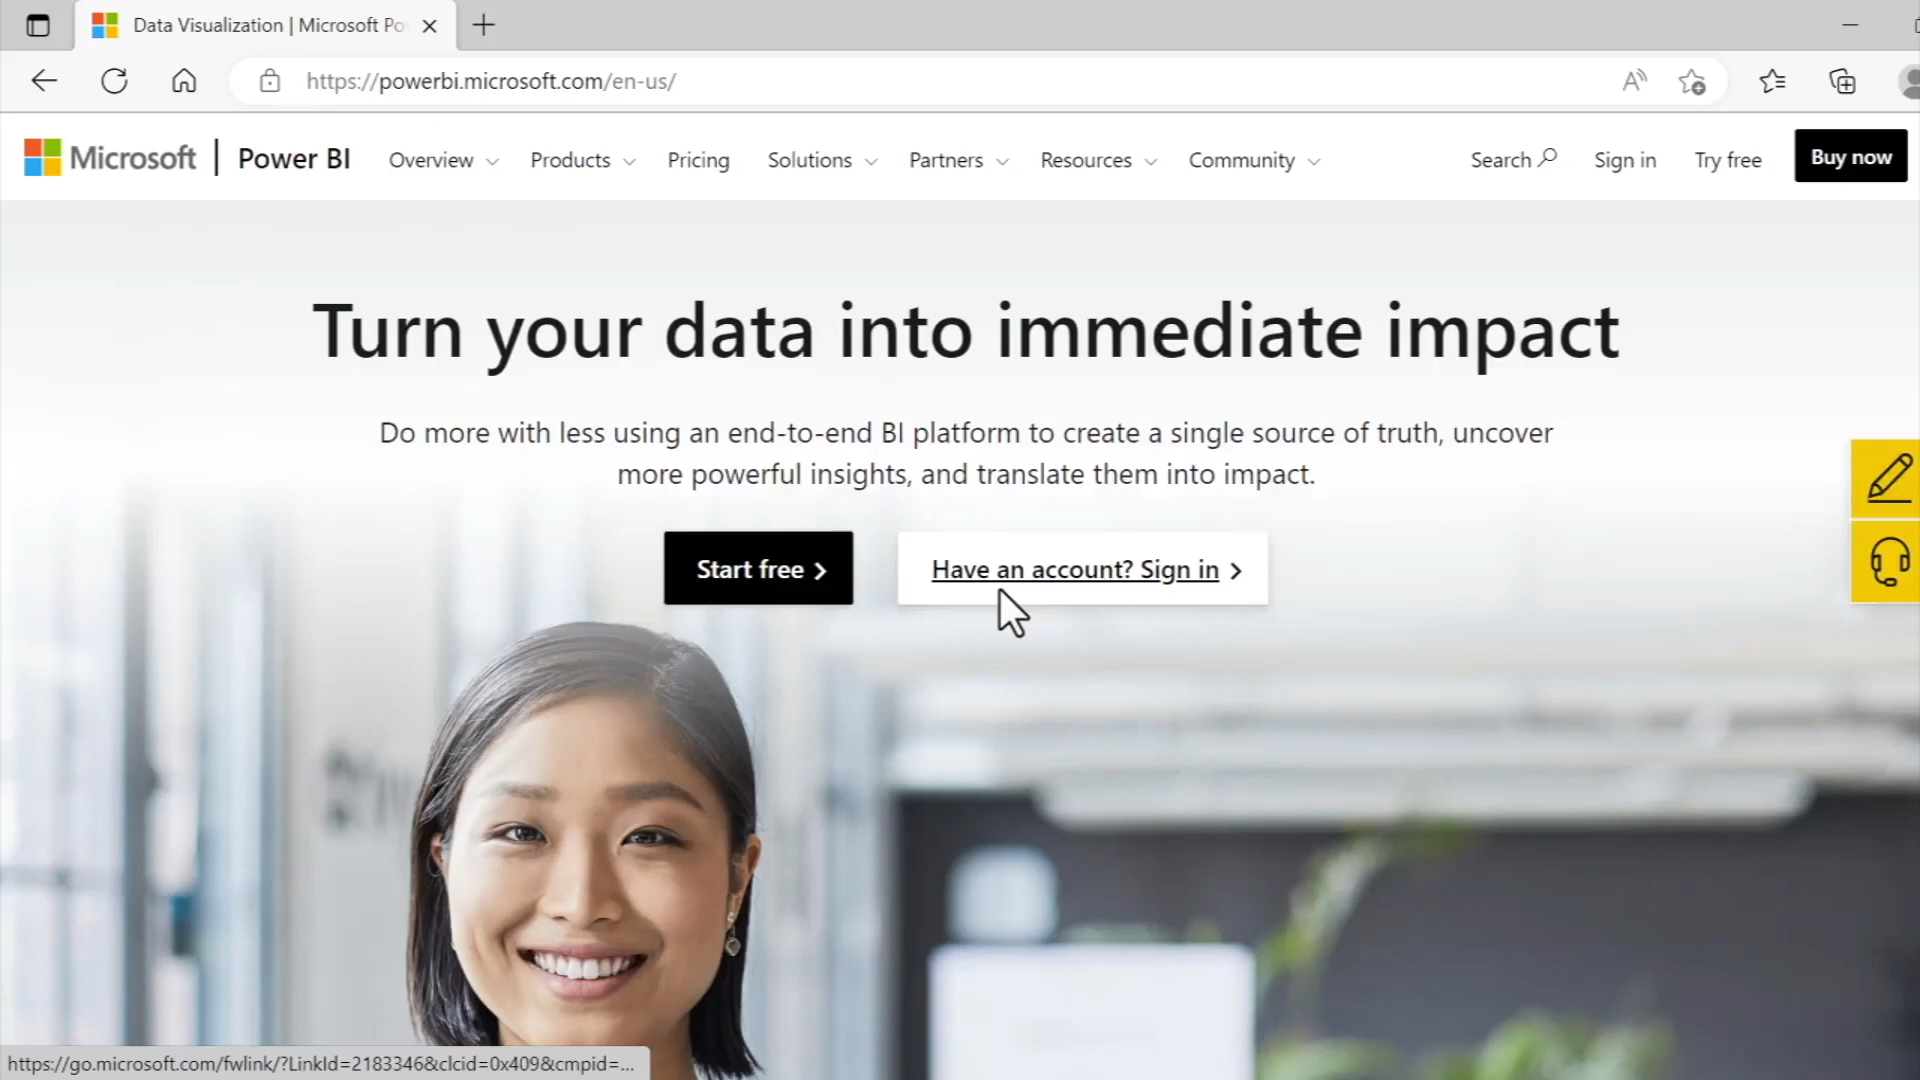 Data Visualization | Microsoft Po
https://powerbi.microsoft.com/en-us/
Microsoft | Power BI Overview Products Pricing Solutions Partners Resources Community Search Sign in Try free Buy now
Turn your data into immediate impact
Do more with less using an end-to-end BI platform to create a single source of truth, uncover
more powerful insights, and translate them into impact.
Start free Have an account? Sign in
https://go.microsoft.com/fwlink/?LinkId=2183346&clcid=0x409&cmpid=...